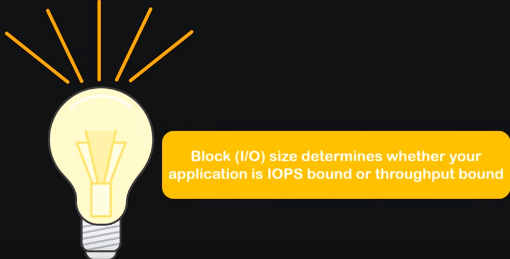 Block (I/O) size determines whether your
application is IOPS bound or throughput bound